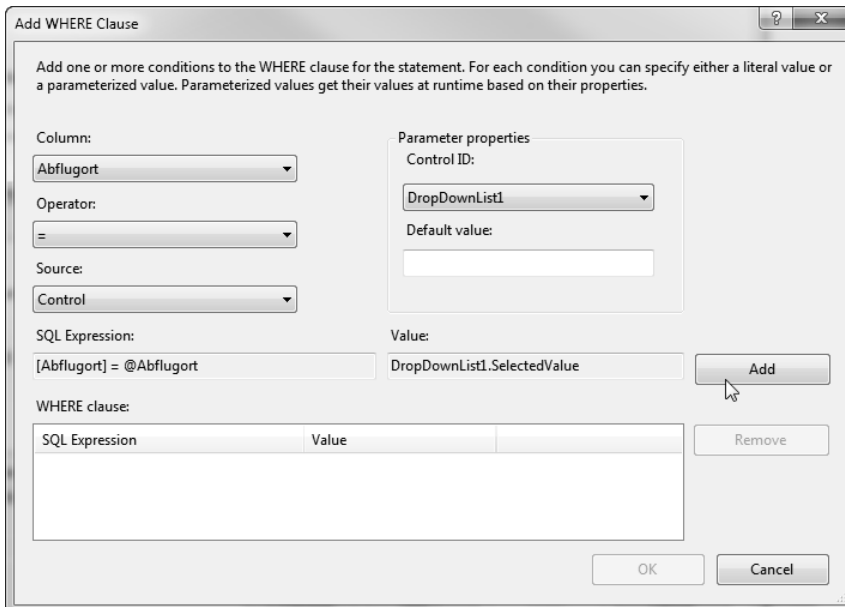 Add WHERE Clause
?
X
Add one or more conditions to the WHERE clause for the statement. For each condition you can specify either a literal value or
a parameterized value. Parameterized values get their values at runtime based on their properties.
Column:
Abflugort
Operator:
=
Source:
Control
Parameter properties
Control ID:
DropDownList1
Default value:
SQL Expression:
[Abflugort] = @Abflugort
Value:
DropDownList1.SelectedValue
Add
WHERE clause:
SQL Expression
Value
Remove
OK
Cancel